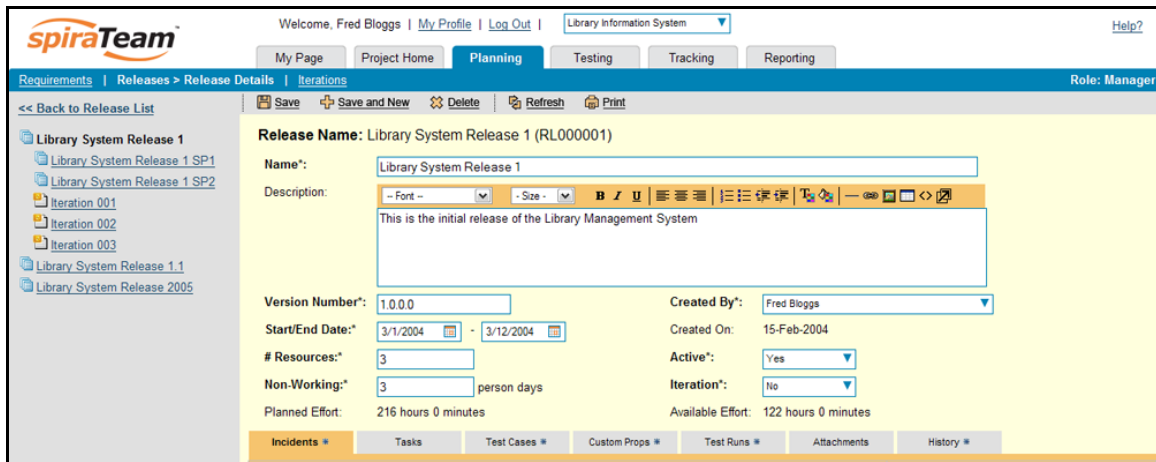 spiraTeam
Welcome, Fred Bloggs | My Profile | Log Out | Library Information System
Help?
My Page Project Home Planning Testing Tracking Reporting
Requirements | Releases > Release Details | Iterations Role: Manager
<< Back to Release List
Library System Release 1
Library System Release 1 SP1
Library System Release 1 SP2
Iteration 001
Iteration 002
Iteration 003
Library System Release 1.1
Library System Release 2005
Save Save and New Delete Refresh Print
Release Name: Library System Release 1 (RL000001)
Name*: Library System Release 1
Description: -- Font -- - Size - B I U
This is the initial release of the Library Management System
Version Number*: 1.0.0.0 Created By*: Fred Bloggs
Start/End Date:* 3/1/2004 - 3/12/2004 Created On: 15-Feb-2004
# Resources:* 3 Active*: Yes
Non-Working:* 3 person days Iteration*: No
Planned Effort: 216 hours 0 minutes Available Effort: 122 hours 0 minutes
Incidents * Tasks Test Cases * Custom Props * Test Runs * Attachments History *